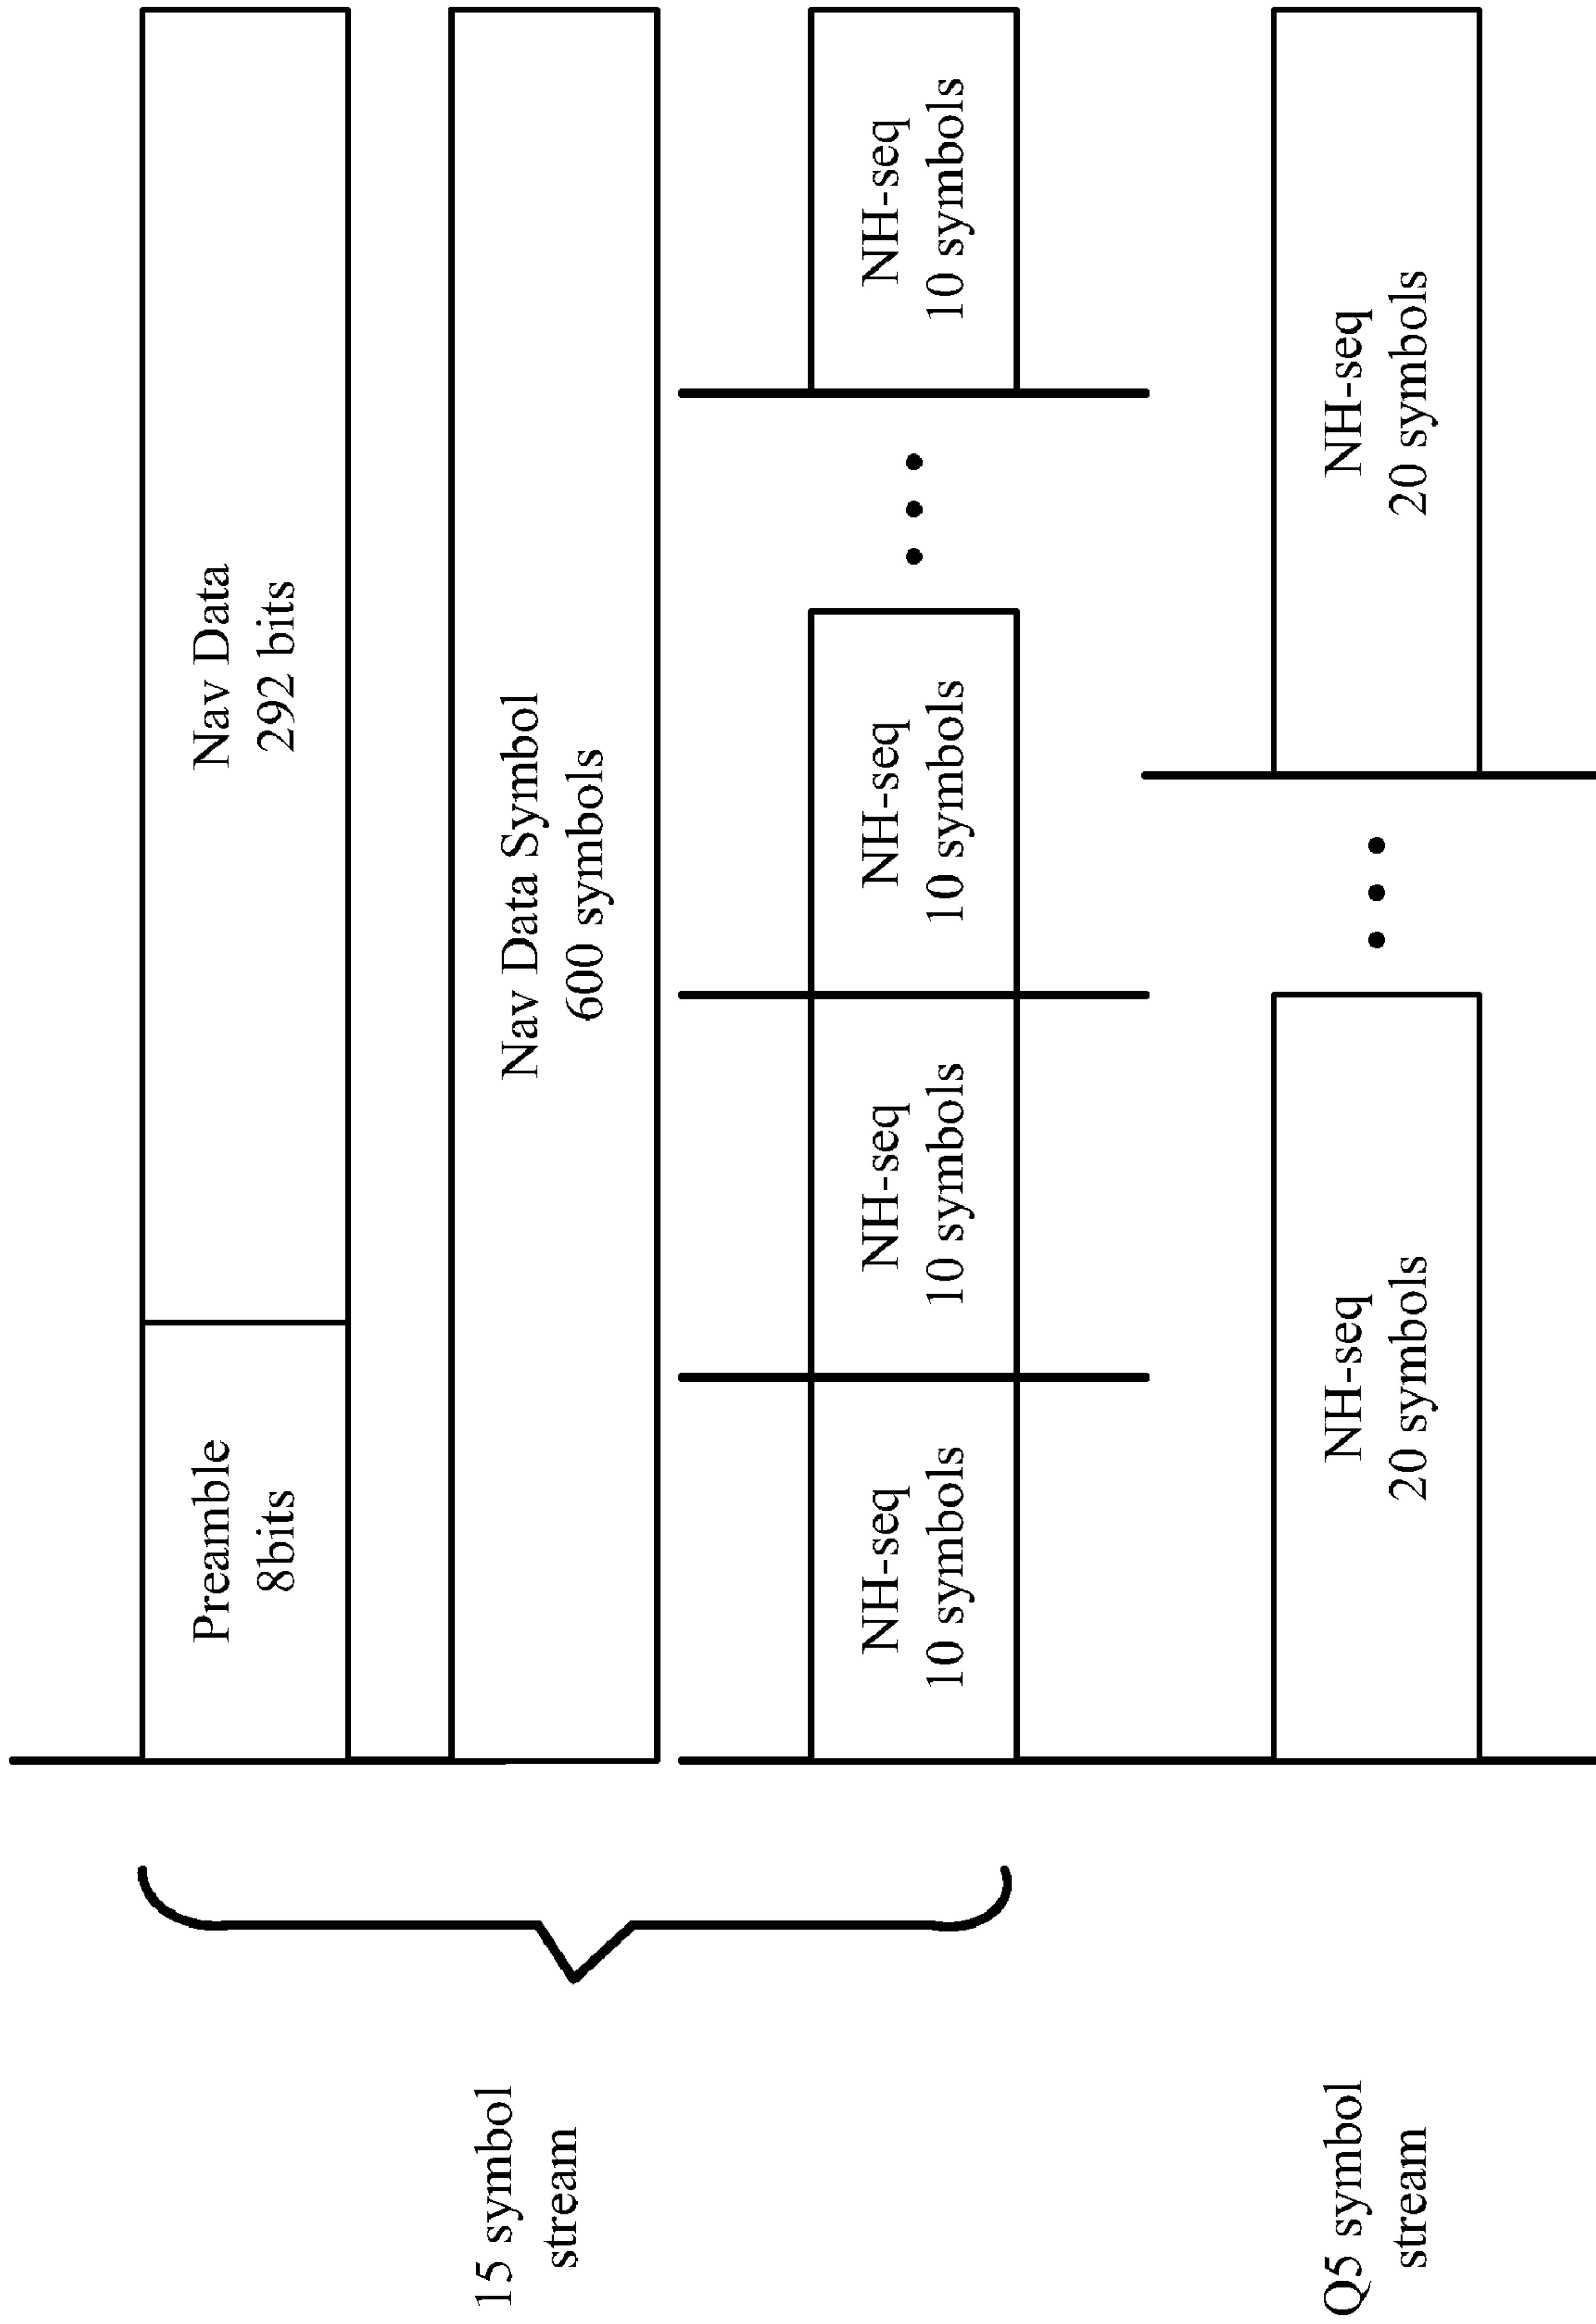 Preamble
8bits
Nav Data
292 bits
15 symbol
stream
Nav Data Symbol
600 symbols
NH-seq
10 symbols
NH-seq
10 symbols
NH-seq
10 symbols
• • •
NH-seq
10 symbols
Q5 symbol
stream
NH-seq
20 symbols
• • •
NH-seq
20 symbols